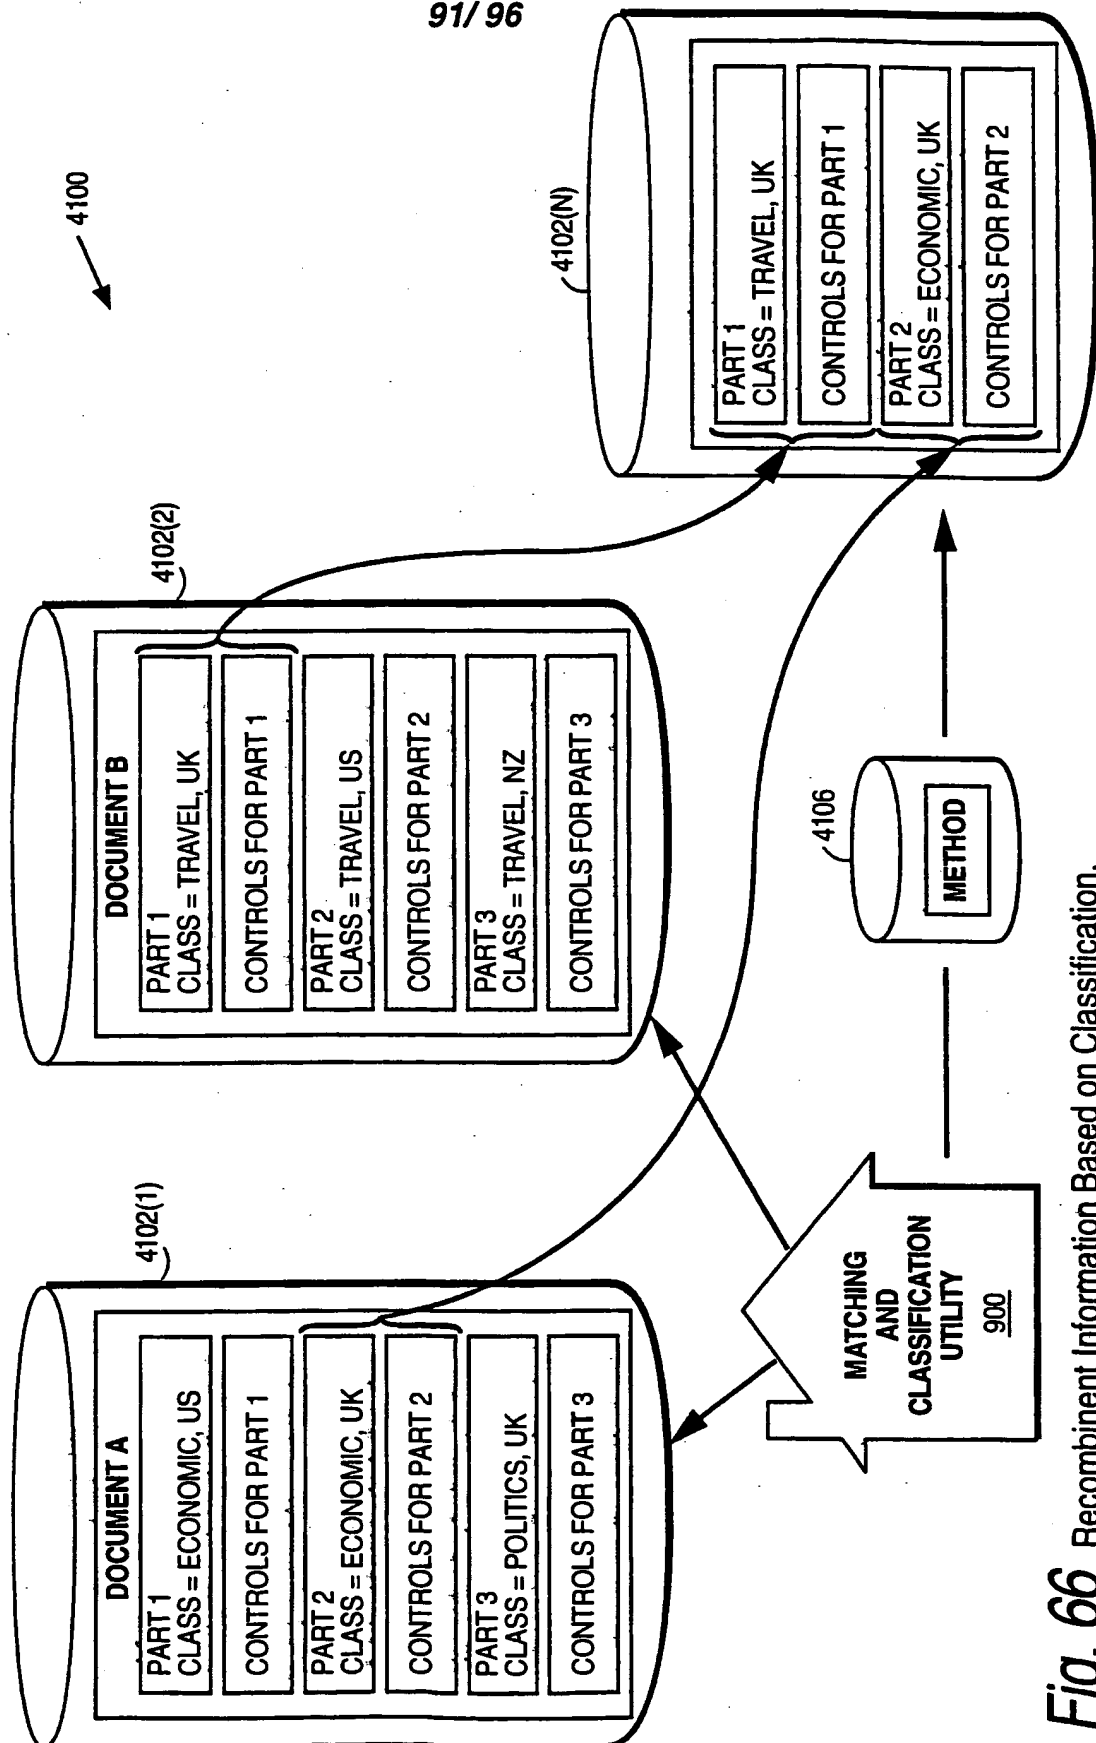 91/96
4100
4102(1)
DOCUMENT A
PART 1
CLASS = ECONOMIC, US
CONTROLS FOR PART 1
PART 2
CLASS = ECONOMIC, UK
CONTROLS FOR PART 2
PART 3
CLASS = POLITICS, UK
CONTROLS FOR PART 3
4102(2)
DOCUMENT B
PART 1
CLASS = TRAVEL, UK
CONTROLS FOR PART 1
PART 2
CLASS = TRAVEL, US
CONTROLS FOR PART 2
PART 3
CLASS = TRAVEL, NZ
CONTROLS FOR PART 3
4102(N)
PART 1
CLASS = TRAVEL, UK
CONTROLS FOR PART 1
PART 2
CLASS = ECONOMIC, UK
CONTROLS FOR PART 2
MATCHING
AND
CLASSIFICATION
UTILITY
900
4106
METHOD
Fig. 66 Recombinent Information Based on Classification.